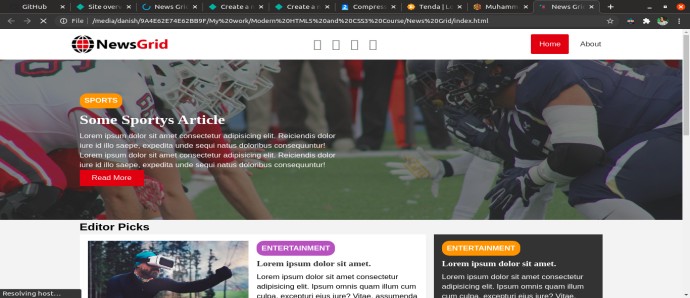 GitHub
Site over
News Grid
Create a r
Create a r
Compress
Tenda | Lo
Muhamm
News Grid
File | /media/danish/9A4E62E74E62BB9F/My%20work/Modern%20HTML5%20and%20CSS3%20Course/News%20Grid/index.html
NewsGrid
Home
About
SPORTS
Some Sportys Article
Lorem ipsum dolor sit amet consectetur adipisicing elit. Reiciendis dolor
iure id illo saepe, expedita unde sequi natus doloribus consequuntur!
Lorem ipsum dolor sit amet consectetur adipisicing elit. Reiciendis dolor
iure id illo saepe, expedita unde sequi natus doloribus consequuntur!
Read More
Editor Picks
ENTERTAINMENT
Lorem ipsum dolor sit amet.
Lorem ipsum dolor sit amet consectetur
adipisicing elit. Ipsum omnis quam illum cum
culpa, excepturi eius iure? Vitae, assumenda
ENTERTAINMENT
Lorem ipsum dolor sit amet.
Lorem ipsum dolor sit amet consectetur
adipisicing elit. Ipsum omnis quam illum
cum culpa, excepturi eius iure? Vitae,
Resolving host...